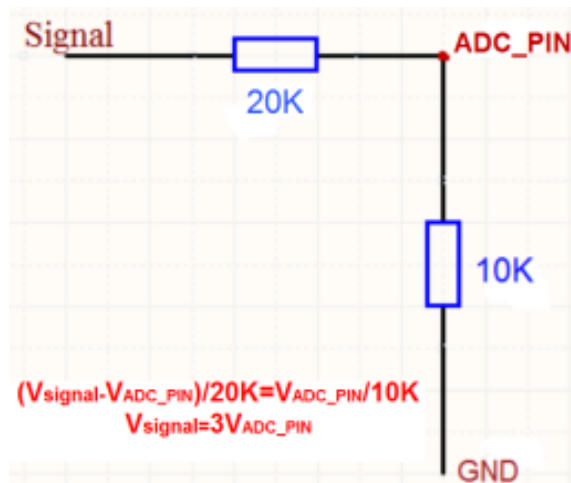 Signal
ADC_PIN
20K
10K
(Vsignal-VADC_PIN)/20K=VADC_PIN/10K
Vsignal=3VADC_PIN
GND